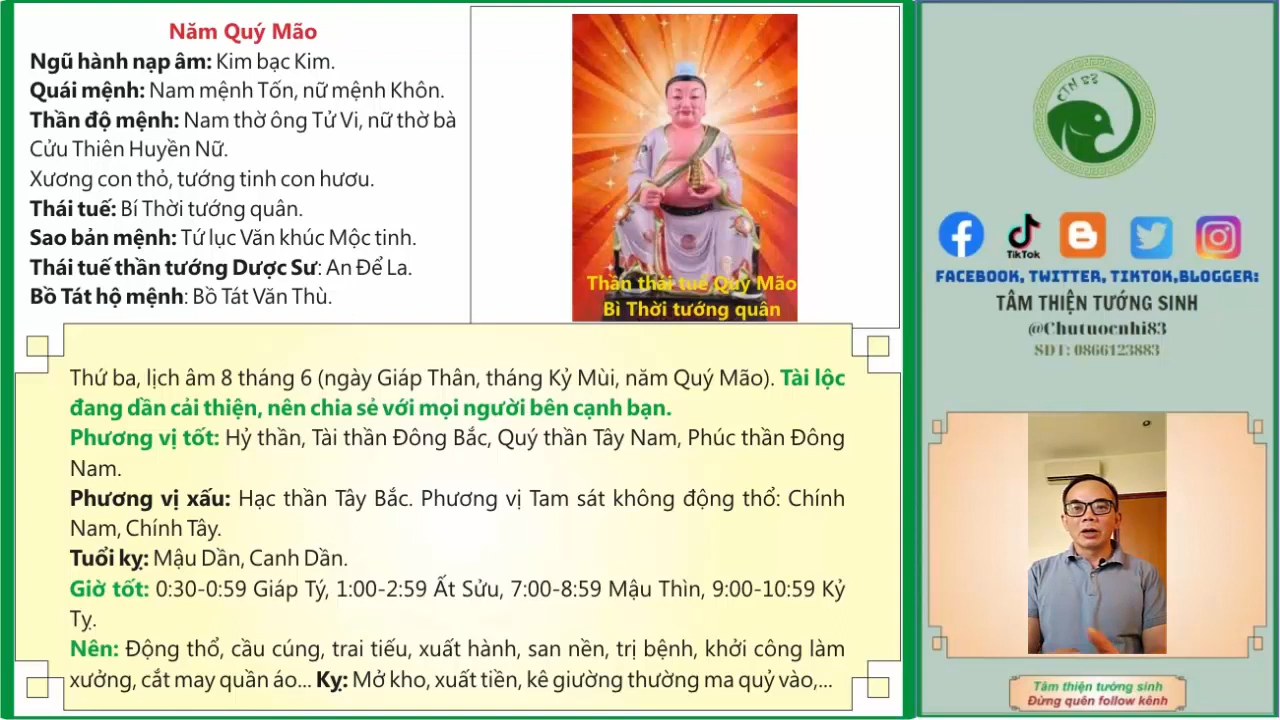 Năm Quý Mão
Ngũ hành nạp âm: Kim bạc Kim.
Quái mệnh: Nam mệnh Tốn, nữ mệnh Khôn.
Thần độ mệnh: Nam thờ ông Tử Vi, nữ thờ bà
Cửu Thiên Huyền Nữ.
Xương con thỏ, tướng tinh con hươu.
Thái tuế: Bí Thời tướng quân.
Sao bản mệnh: Tứ lục Văn khúc Mộc tinh.
Thái tuế thần tướng Dược Sư: An Để La.
Bồ Tát hộ mệnh: Bồ Tát Văn Thù.
Thần thái tuế Quý Mão
Bì Thời tướng quân
Thứ ba, lịch âm 8 tháng 6 (ngày Giáp Thân, tháng Kỷ Mùi, năm Quý Mão). Tài lộc
đang dần cải thiện, nên chia sẻ với mọi người bên cạnh bạn.
Phương vị tốt: Hỷ thần, Tài thần Đông Bắc, Quý thần Tây Nam, Phúc thần Đông
Nam.
Phương vị xấu: Hạc thần Tây Bắc. Phương vị Tam sát không động thổ: Chính
Nam, Chính Tây.
Tuổi kỵ: Mậu Dần, Canh Dần.
Giờ tốt: 0:30-0:59 Giáp Tý, 1:00-2:59 Ất Sửu, 7:00-8:59 Mậu Thìn, 9:00-10:59 Kỷ
Tỵ.
Nên: Động thổ, cầu cúng, trai tiếu, xuất hành, san nền, trị bệnh, khởi công làm
xưởng, cắt may quần áo... Kỵ: Mở kho, xuất tiền, kê giường thường ma quỷ vào,...
CTN 83
TikTok
FACEBOOK, TWITTER, TIKTOK,BLOGGER:
TÂM THIỆN TƯỚNG SINH
@Chutuocnhi83
SĐT: 0866123883
Tâm thiện tướng sinh
Đừng quên follow kênh